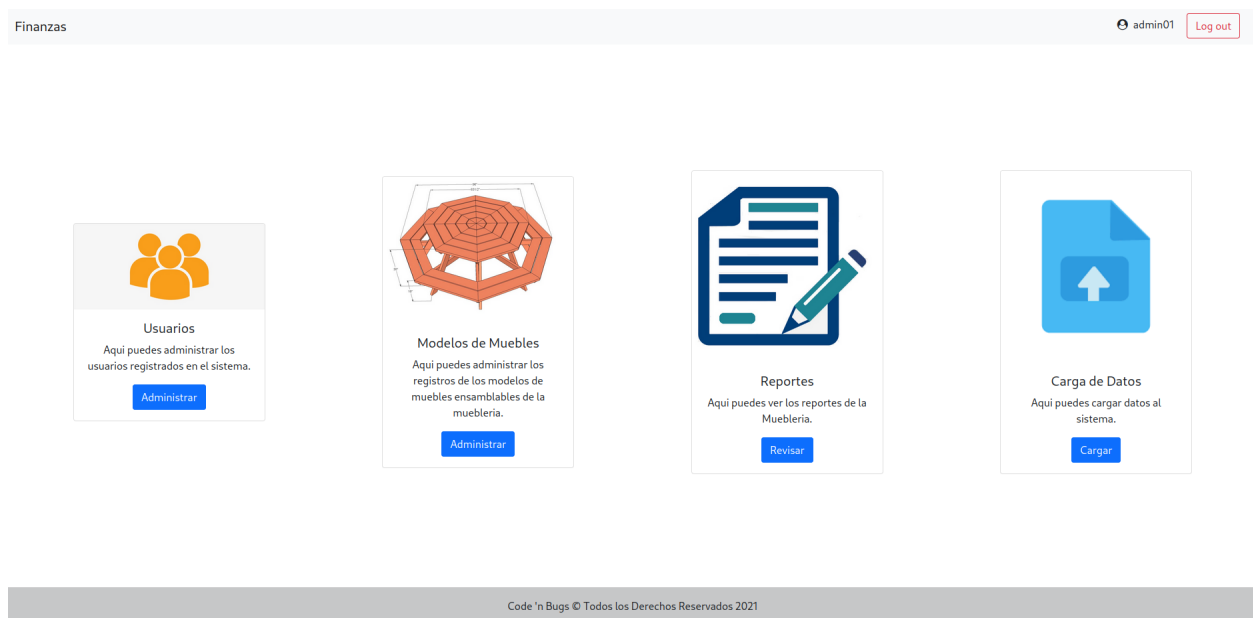 Finanzas
admin01
Log out
Usuarios
Aqui puedes administrar los
usuarios registrados en el sistema.
Administrar
Modelos de Muebles
Aqui puedes administrar los
registros de los modelos de
muebles ensamblables de la
muebleria.
Administrar
Reportes
Aqui puedes ver los reportes de la
Muebleria.
Revisar
Carga de Datos
Aqui puedes cargar datos al
sistema.
Cargar
Code 'n Bugs © Todos los Derechos Reservados 2021